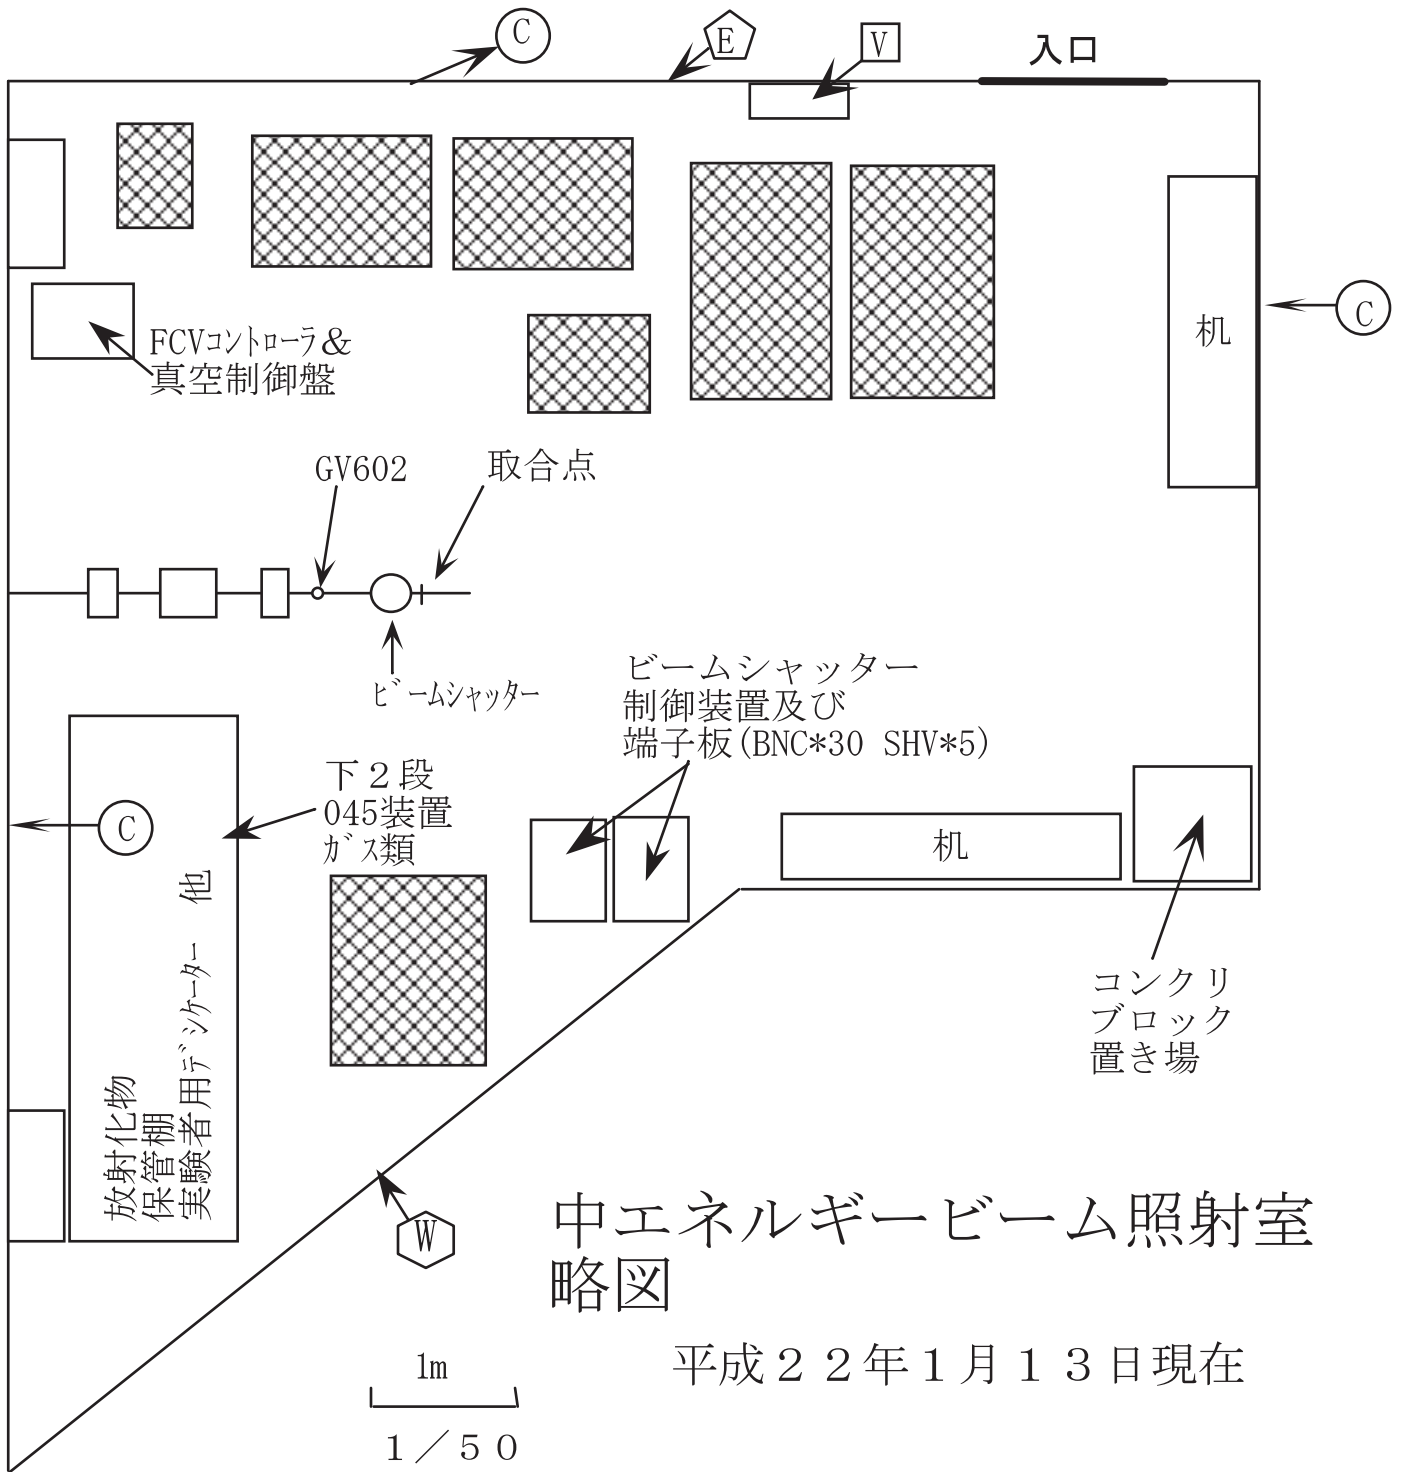 C
E
V
入口
FCVコントローラ&
真空制御盤
机
C
GV602
取合点
ビームシャッター
ビームシャッター
制御装置及び
端子板(BNC*30 SHV*5)
下２段
045装置
ガス類
C
机
放射化物
保管棚
実験者用デシケーター 他
コンクリ
ブロック
置き場
W
中エネルギービーム照射室
略図
平成２２年１月１３日現在
1m
１／５０